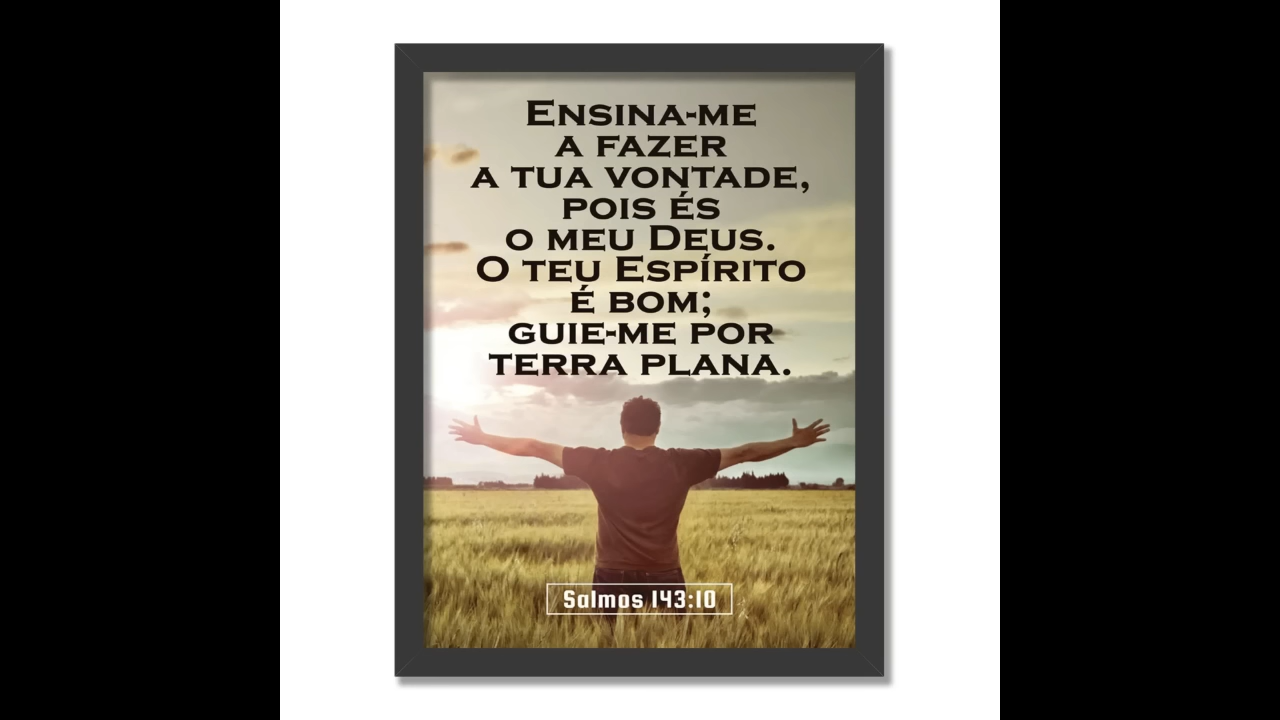 Ensina-me
a fazer
a tua vontade,
pois és
o meu Deus.
O teu Espírito
é bom;
guie-me por
terra plana.
Salmos 143:10